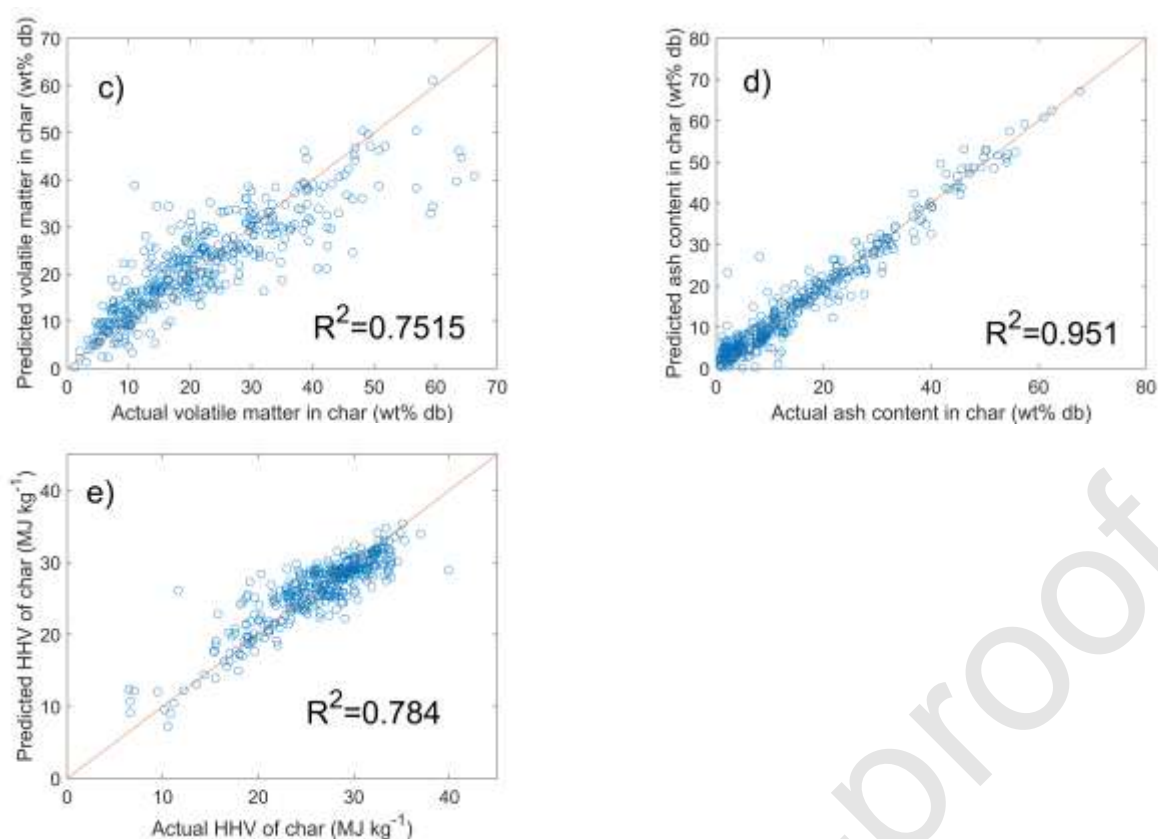 c)
Predicted volatile matter in char (wt% db)
70
60
50
40
30
20
10
0
R²=0.7515
0 10 20 30 40 50 60 70
Actual volatile matter in char (wt% db)
d)
Predicted ash content in char (wt% db)
80
70
60
50
40
30
20
10
0
R²=0.951
0 20 40 60 80
Actual ash content in char (wt% db)
e)
Predicted HHV of char (MJ kg⁻¹)
40
30
20
10
0
R²=0.784
0 10 20 30 40
Actual HHV of char (MJ kg⁻¹)
proof